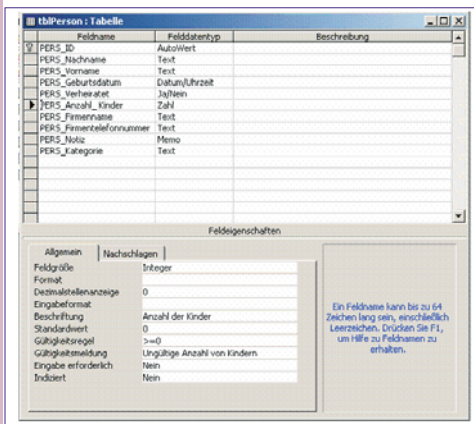 tblPerson : Tabelle
Feldname Felddatentyp Beschreibung
PERS_ID AutoWert
PERS_Nachname Text
PERS_Vorname Text
PERS_Geburtsdatum Datum/Uhrzeit
PERS_Verheiratet Ja/Nein
PERS_Anzahl_Kinder Zahl
PERS_Firmenname Text
PERS_Firmentelefonnummer Text
PERS_Notiz Memo
PERS_Kategorie Text
Feldeigenschaften
Allgemein Nachschlagen
Feldgröße Integer
Format
Dezimalstellenanzeige 0
Eingabeformat
Beschriftung Anzahl der Kinder
Standardwert 0
Gültigkeitsregel >=0
Gültigkeitsmeldung Ungültige Anzahl von Kindern
Eingabe erforderlich Nein
Indiziert Nein
Ein Feldname kann bis zu 64
Zeichen lang sein, einschließlich
Leerzeichen. Drücken Sie F1,
um Hilfe zu Feldnamen zu
erhalten.